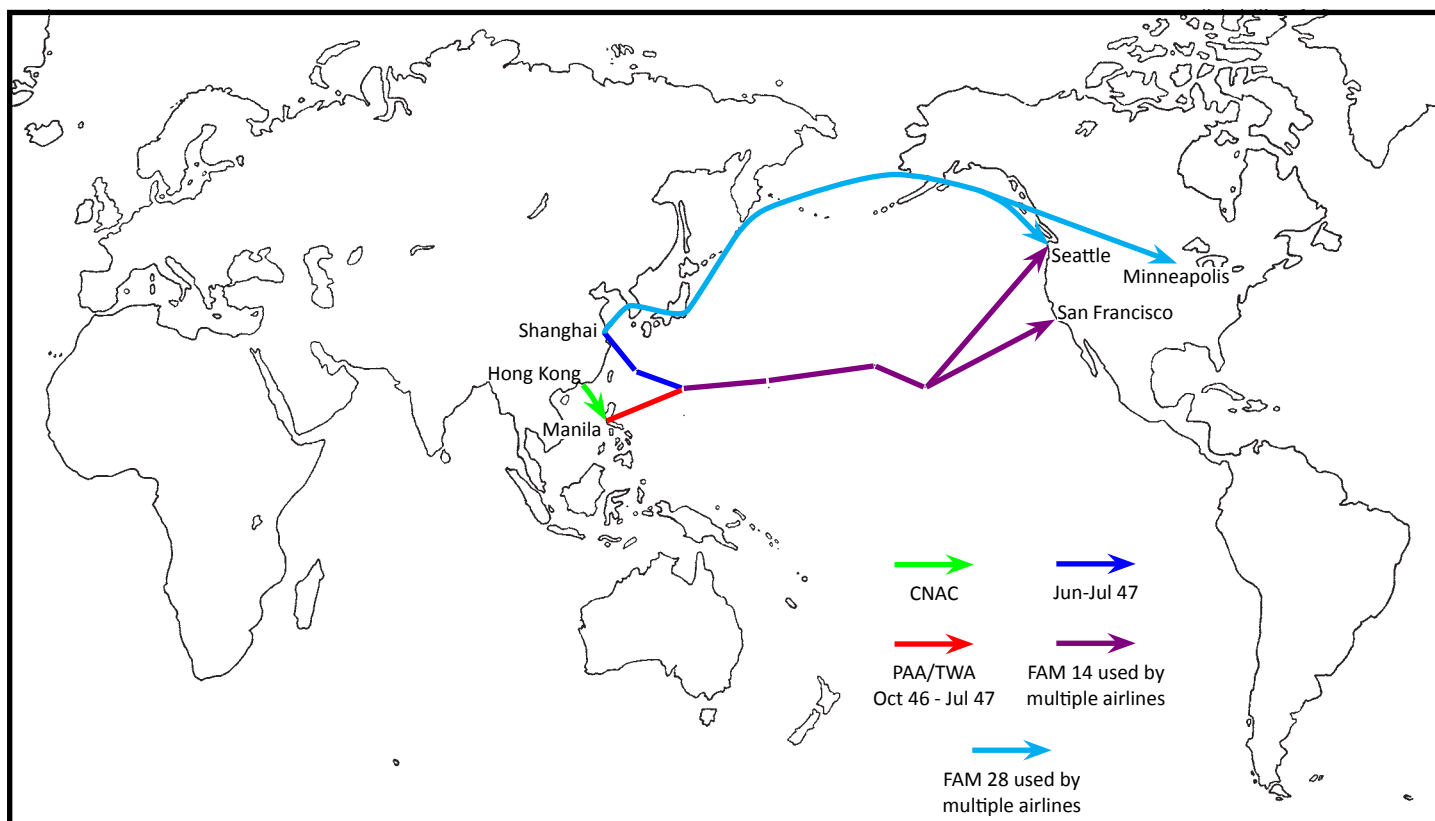 Seattle
Minneapolis
San Francisco
Shanghai
Hong Kong
Manila
CNAC
Jun-Jul 47
PAA/TWA
Oct 46 - Jul 47
FAM 14 used by
multiple airlines
FAM 28 used by
multiple airlines